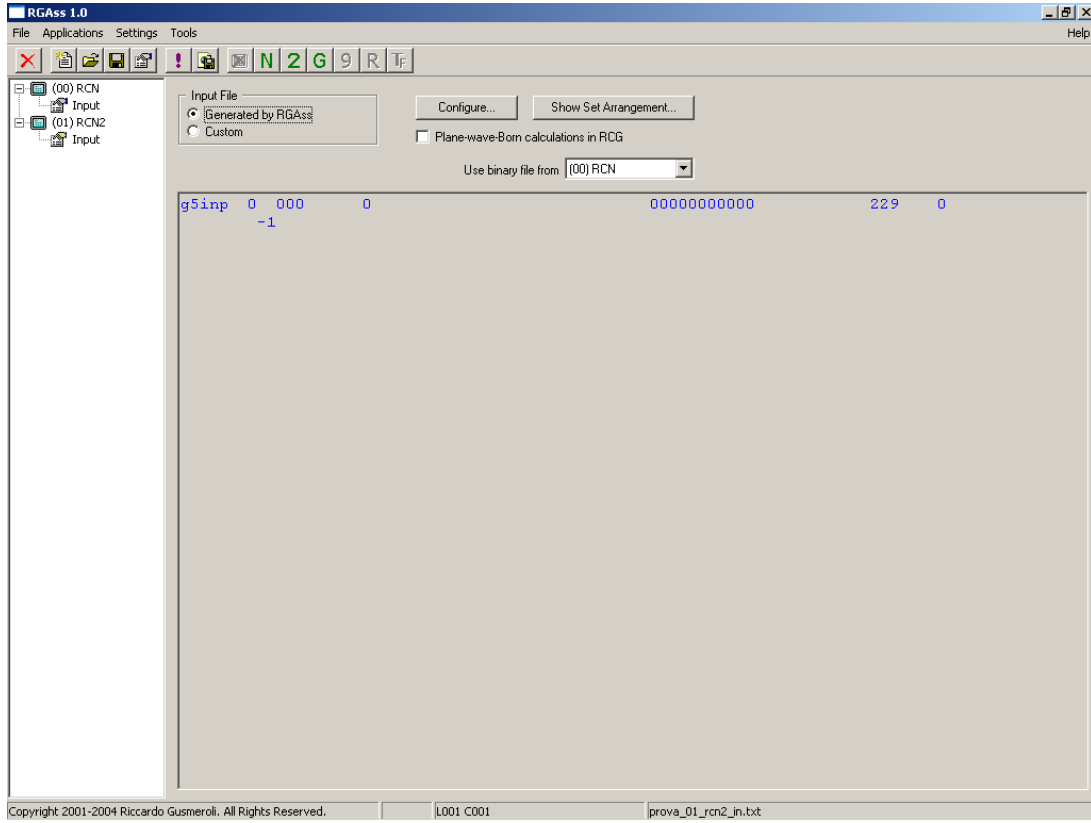 RGAss 1.0
File Applications Settings Tools Help
N 2 G 9 R TF
(00) RCN
Input
(01) RCN2
Input
Input File
Generated by RGAss
Custom
Configure... Show Set Arrangement...
Plane-wave-Born calculations in RCG
Use binary file from (00) RCN
g5inp 0 000 0 00000000000 229 0
-1
Copyright 2001-2004 Riccardo Gusmeroli. All Rights Reserved. L001 C001 prova_01_rcn2_in.txt